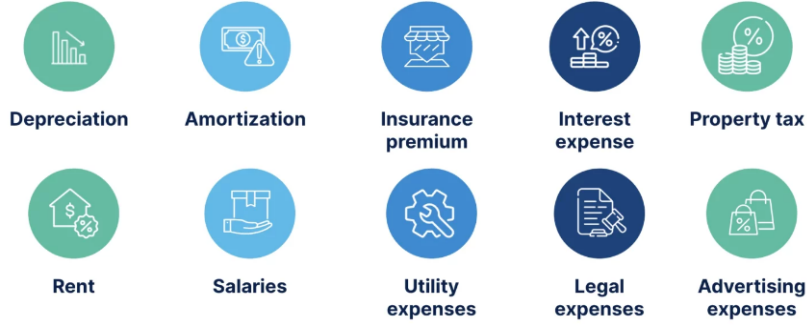 Depreciation
Amortization
Insurance
premium
Interest
expense
Property tax
Rent
Salaries
Utility
expenses
Legal
expenses
Advertising
expenses